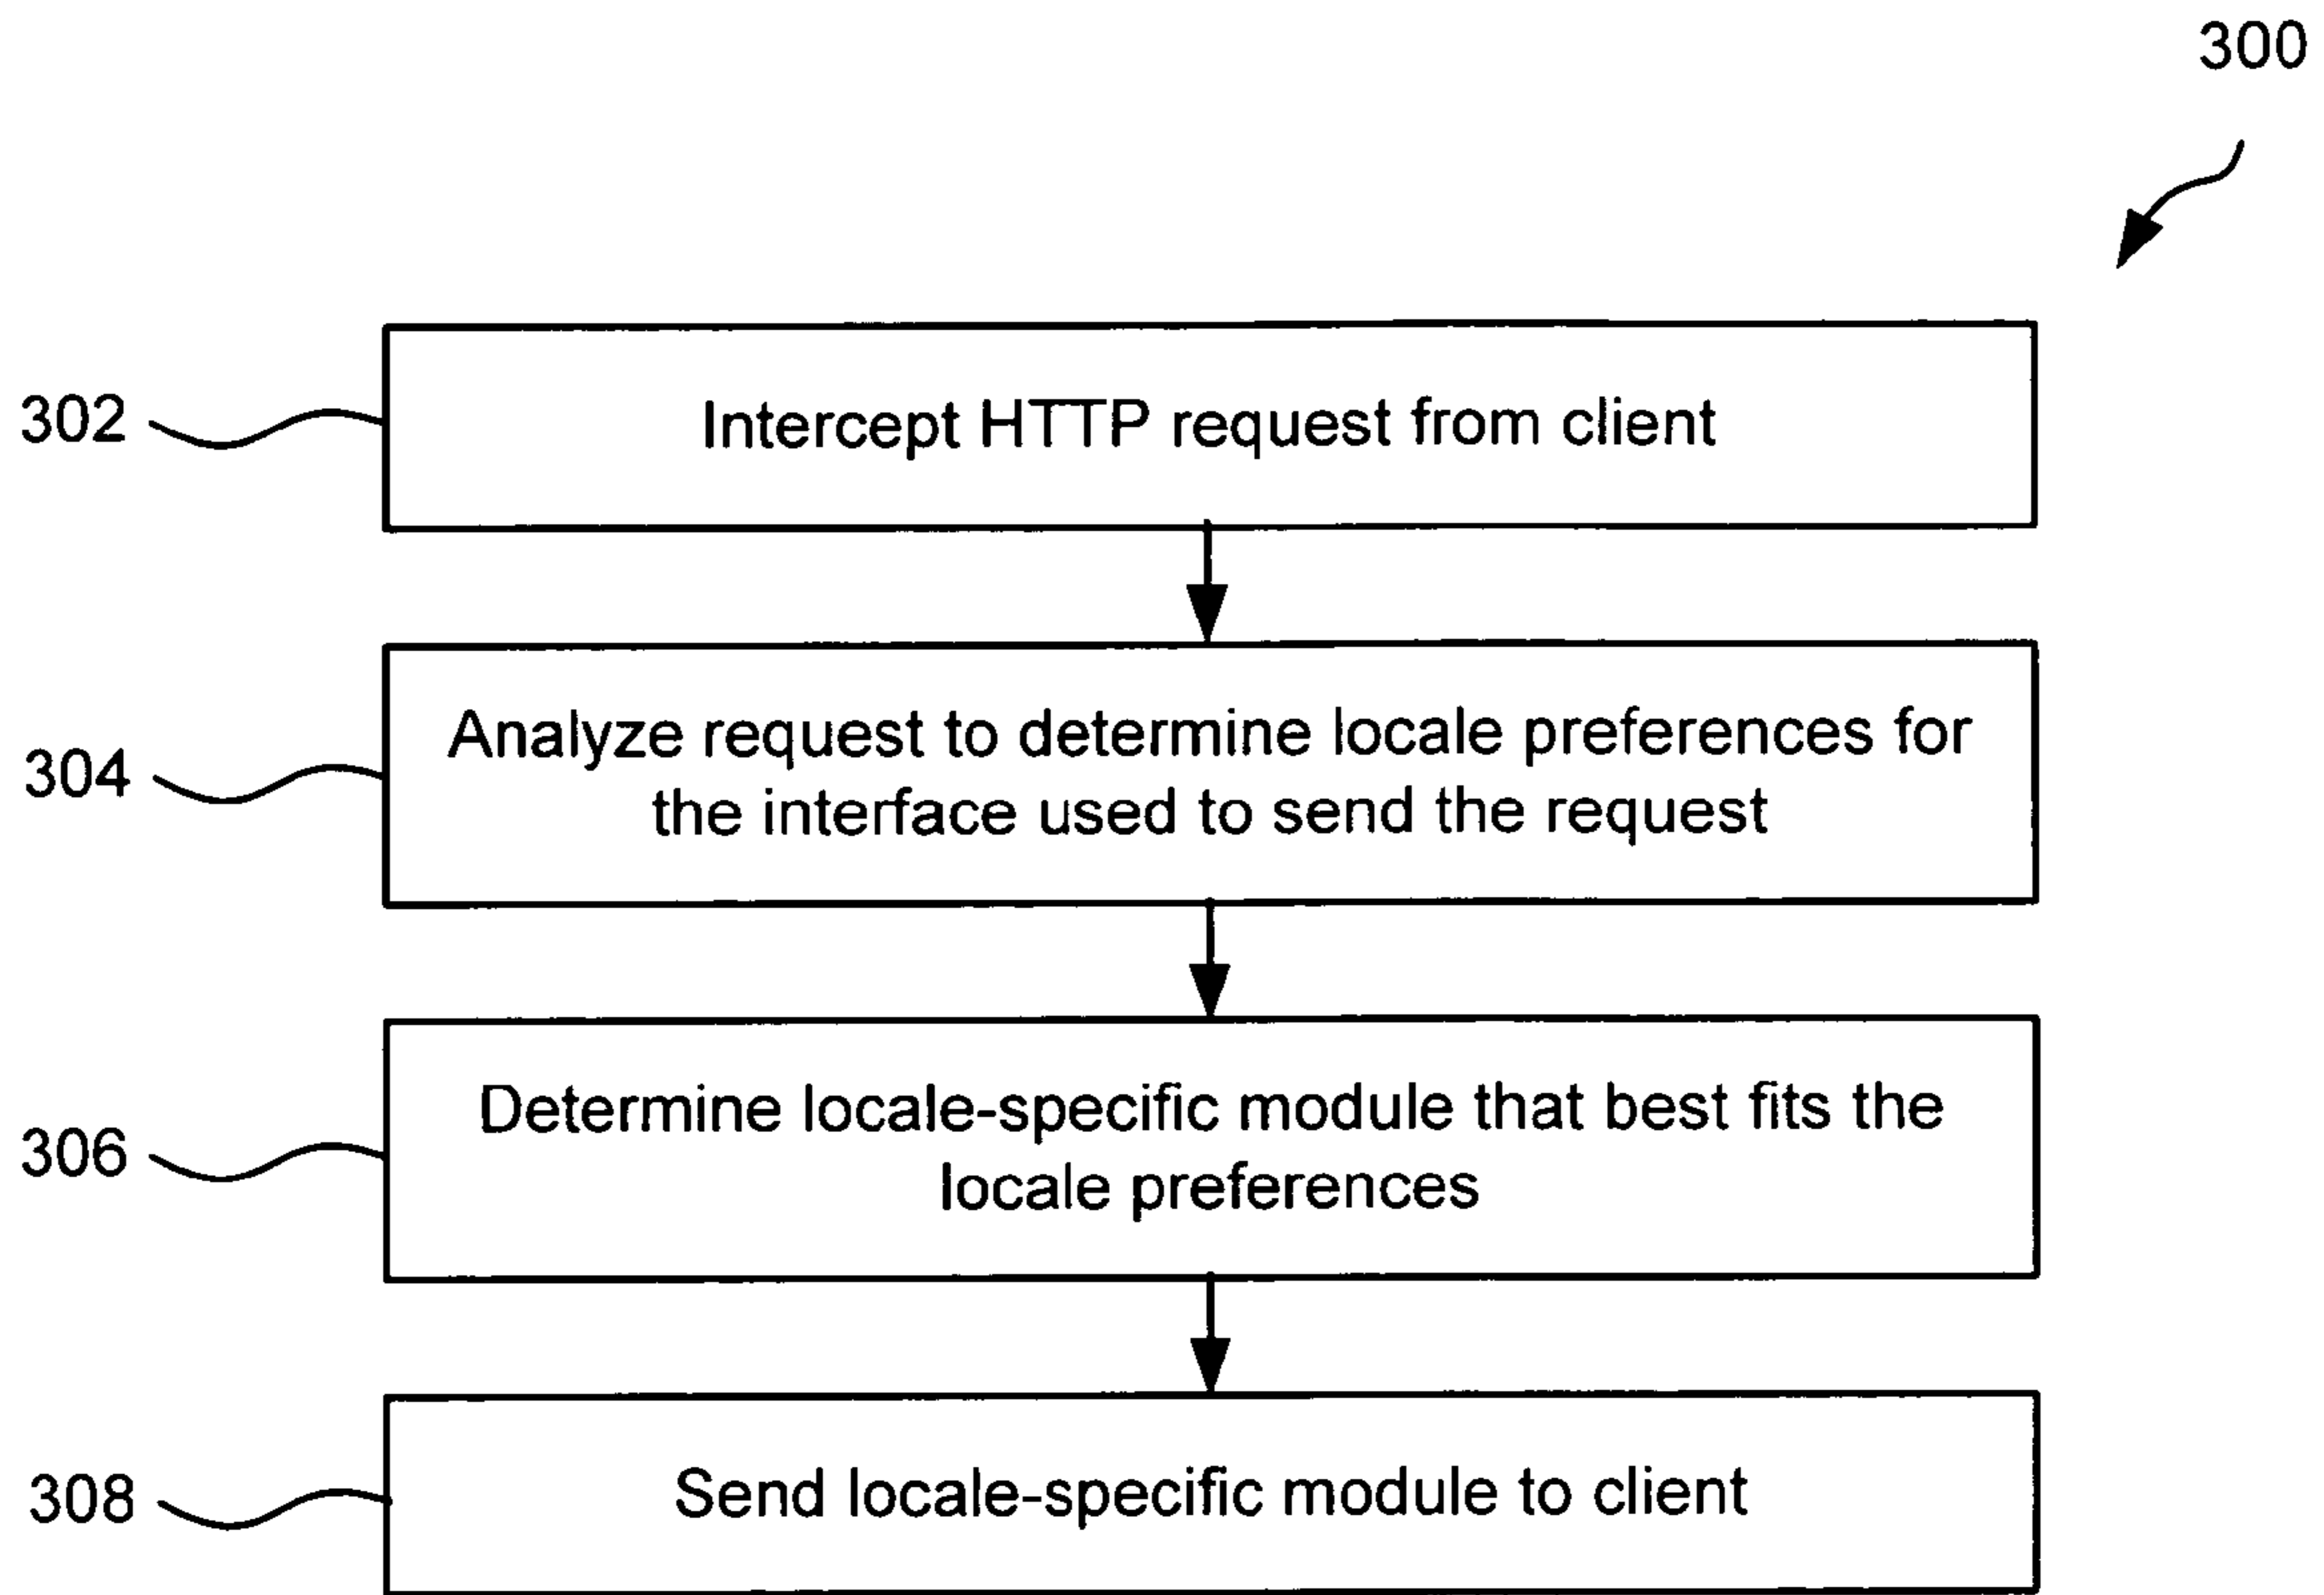 300
302
Intercept HTTP request from client
304
Analyze request to determine locale preferences for
the interface used to send the request
306
Determine locale-specific module that best fits the
locale preferences
308
Send locale-specific module to client